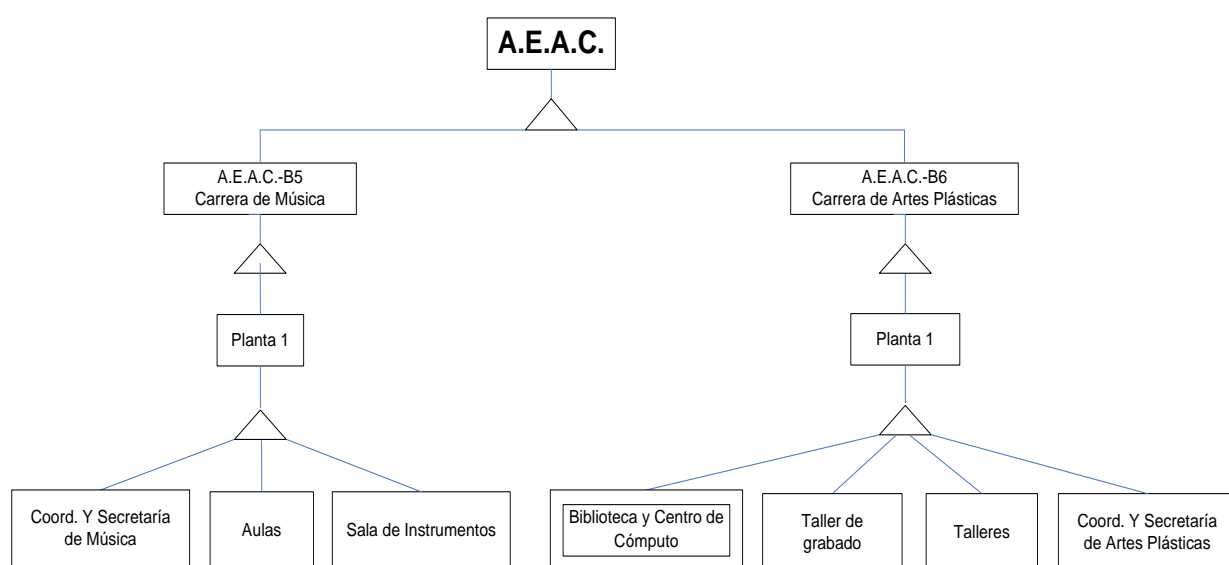 A.E.A.C.
A.E.A.C.-B5
Carrera de Música
A.E.A.C.-B6
Carrera de Artes Plásticas
Planta 1
Planta 1
Coord. Y Secretaría
de Música
Aulas
Sala de Instrumentos
Biblioteca y Centro de
Cómputo
Taller de
grabado
Talleres
Coord. Y Secretaría
de Artes Plásticas